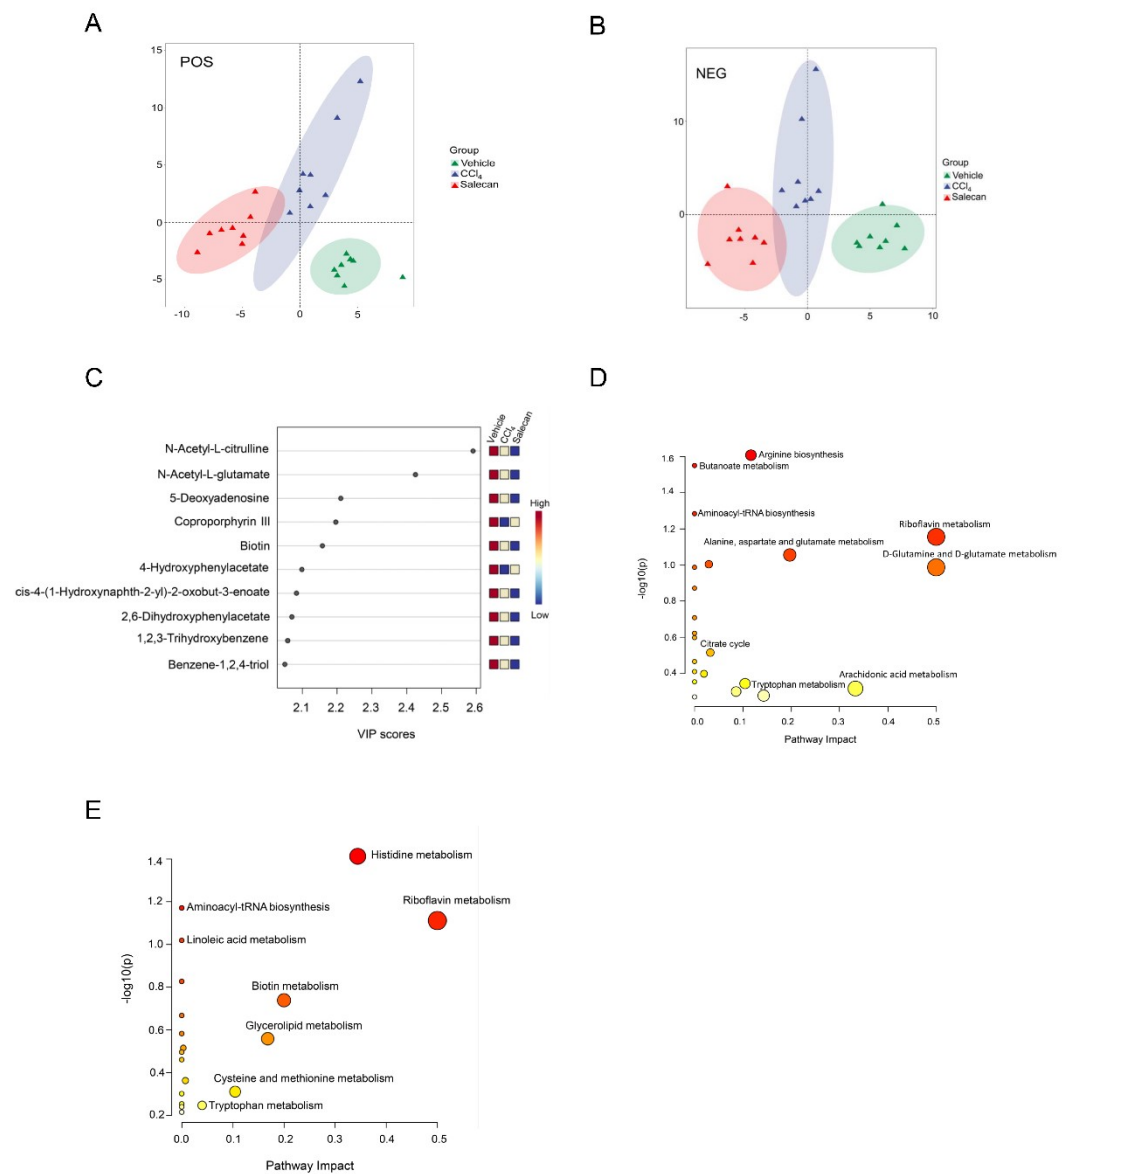 A
POS
15
10
5
0
-5
-10
-5
0
5
Group
Vehicle
CCl4
Salecan
B
NEG
10
0
-5
0
5
10
Group
Vehicle
CCl4
Salecan
C
Vehicle
CCl4
Salecan
N-Acetyl-L-citrulline
N-Acetyl-L-glutamate
5-Deoxyadenosine
Coproporphyrin III
Biotin
4-Hydroxyphenylacetate
cis-4-(1-Hydroxynaphth-2-yl)-2-oxobut-3-enoate
2,6-Dihydroxyphenylacetate
1,2,3-Trihydroxybenzene
Benzene-1,2,4-triol
High
Low
2.1 2.2 2.3 2.4 2.5 2.6
VIP scores
D
1.6
1.4
1.2
1.0
0.8
0.6
0.4
-log10(p)
Arginine biosynthesis
Butanoate metabolism
Aminoacyl-tRNA biosynthesis
Riboflavin metabolism
Alanine, aspartate and glutamate metabolism
D-Glutamine and D-glutamate metabolism
Citrate cycle
Arachidonic acid metabolism
Tryptophan metabolism
0.0 0.1 0.2 0.3 0.4 0.5
Pathway Impact
E
1.4
1.2
1.0
0.8
0.6
0.4
0.2
-log10(p)
Histidine metabolism
Riboflavin metabolism
Aminoacyl-tRNA biosynthesis
Linoleic acid metabolism
Biotin metabolism
Glycerolipid metabolism
Cysteine and methionine metabolism
Tryptophan metabolism
0.0 0.1 0.2 0.3 0.4 0.5
Pathway Impact